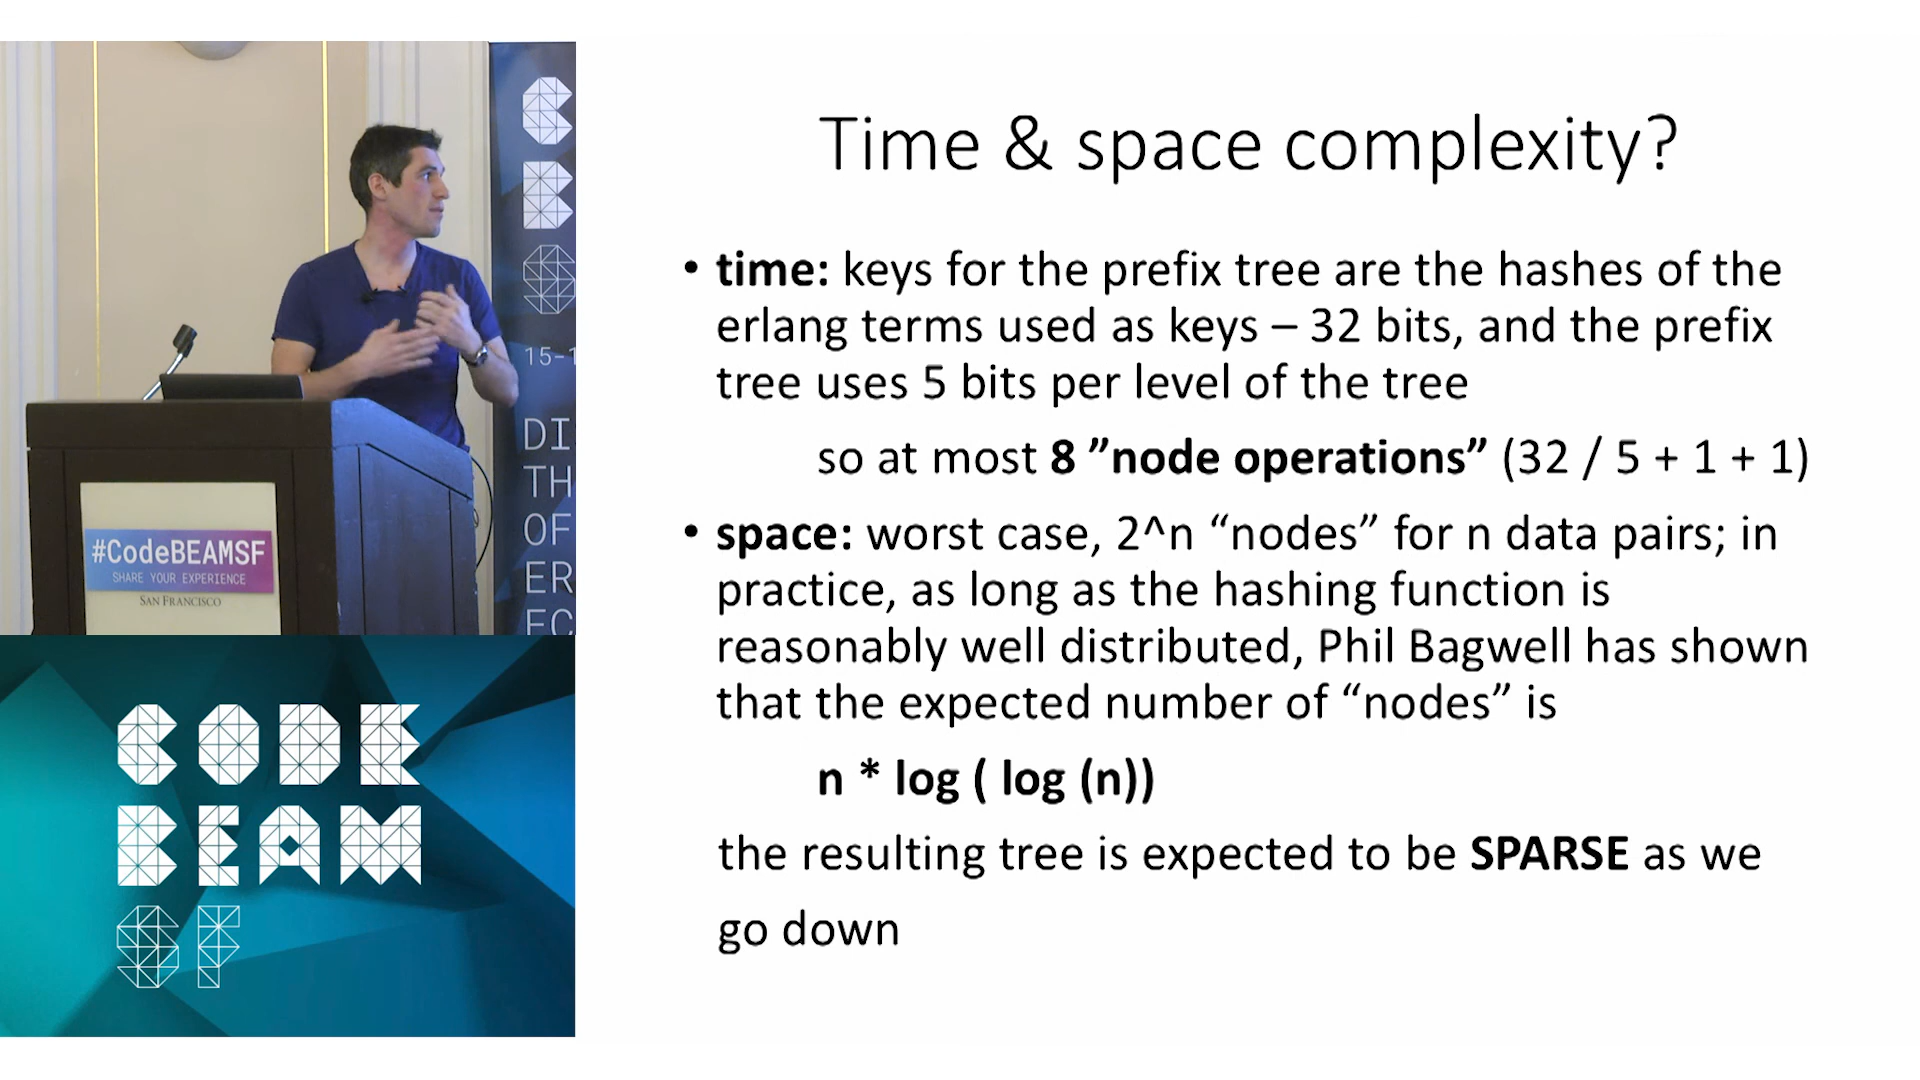 Time & space complexity?
• time: keys for the prefix tree are the hashes of the
erlang terms used as keys – 32 bits, and the prefix
tree uses 5 bits per level of the tree
so at most 8 ”node operations” (32 / 5 + 1 + 1)
• space: worst case, 2^n “nodes” for n data pairs; in
practice, as long as the hashing function is
reasonably well distributed, Phil Bagwell has shown
that the expected number of “nodes” is
n * log ( log (n))
the resulting tree is expected to be SPARSE as we
go down
C
B
S
15-1
DI
TH
OF
ER
EC
#CodeBEAMSF
SHARE YOUR EXPERIENCE
SAN FRANCISCO
CODE
BEAM
SF